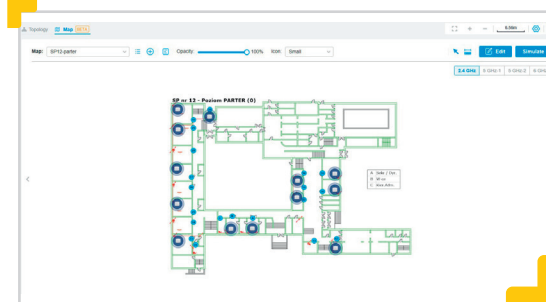 Topology Map BETA
Map: SP12-parter Opacity: 100% Icon: Small Edit Simulate
2.4 GHz 5 GHz-1 5 GHz-2 6 GHz
SP nr 12 - Poziom PARTER (0)